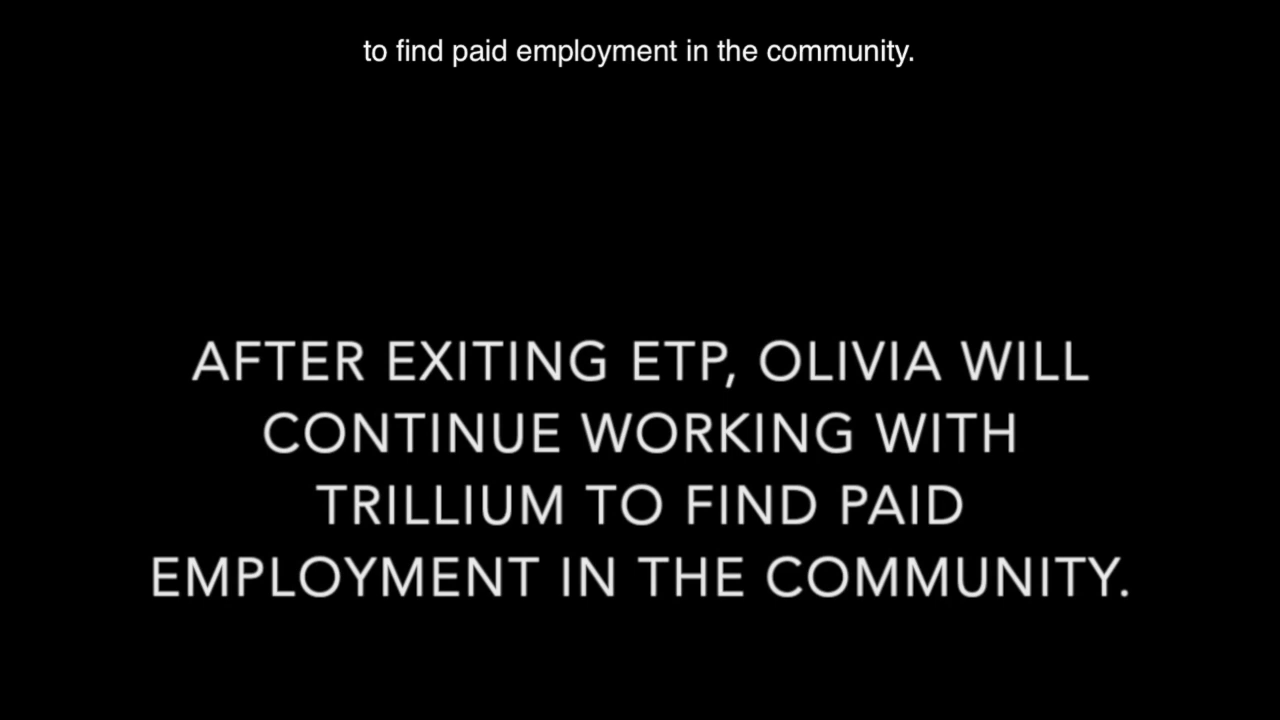 to find paid employment in the community.
AFTER EXITING ETP, OLIVIA WILL
CONTINUE WORKING WITH
TRILLIUM TO FIND PAID
EMPLOYMENT IN THE COMMUNITY.